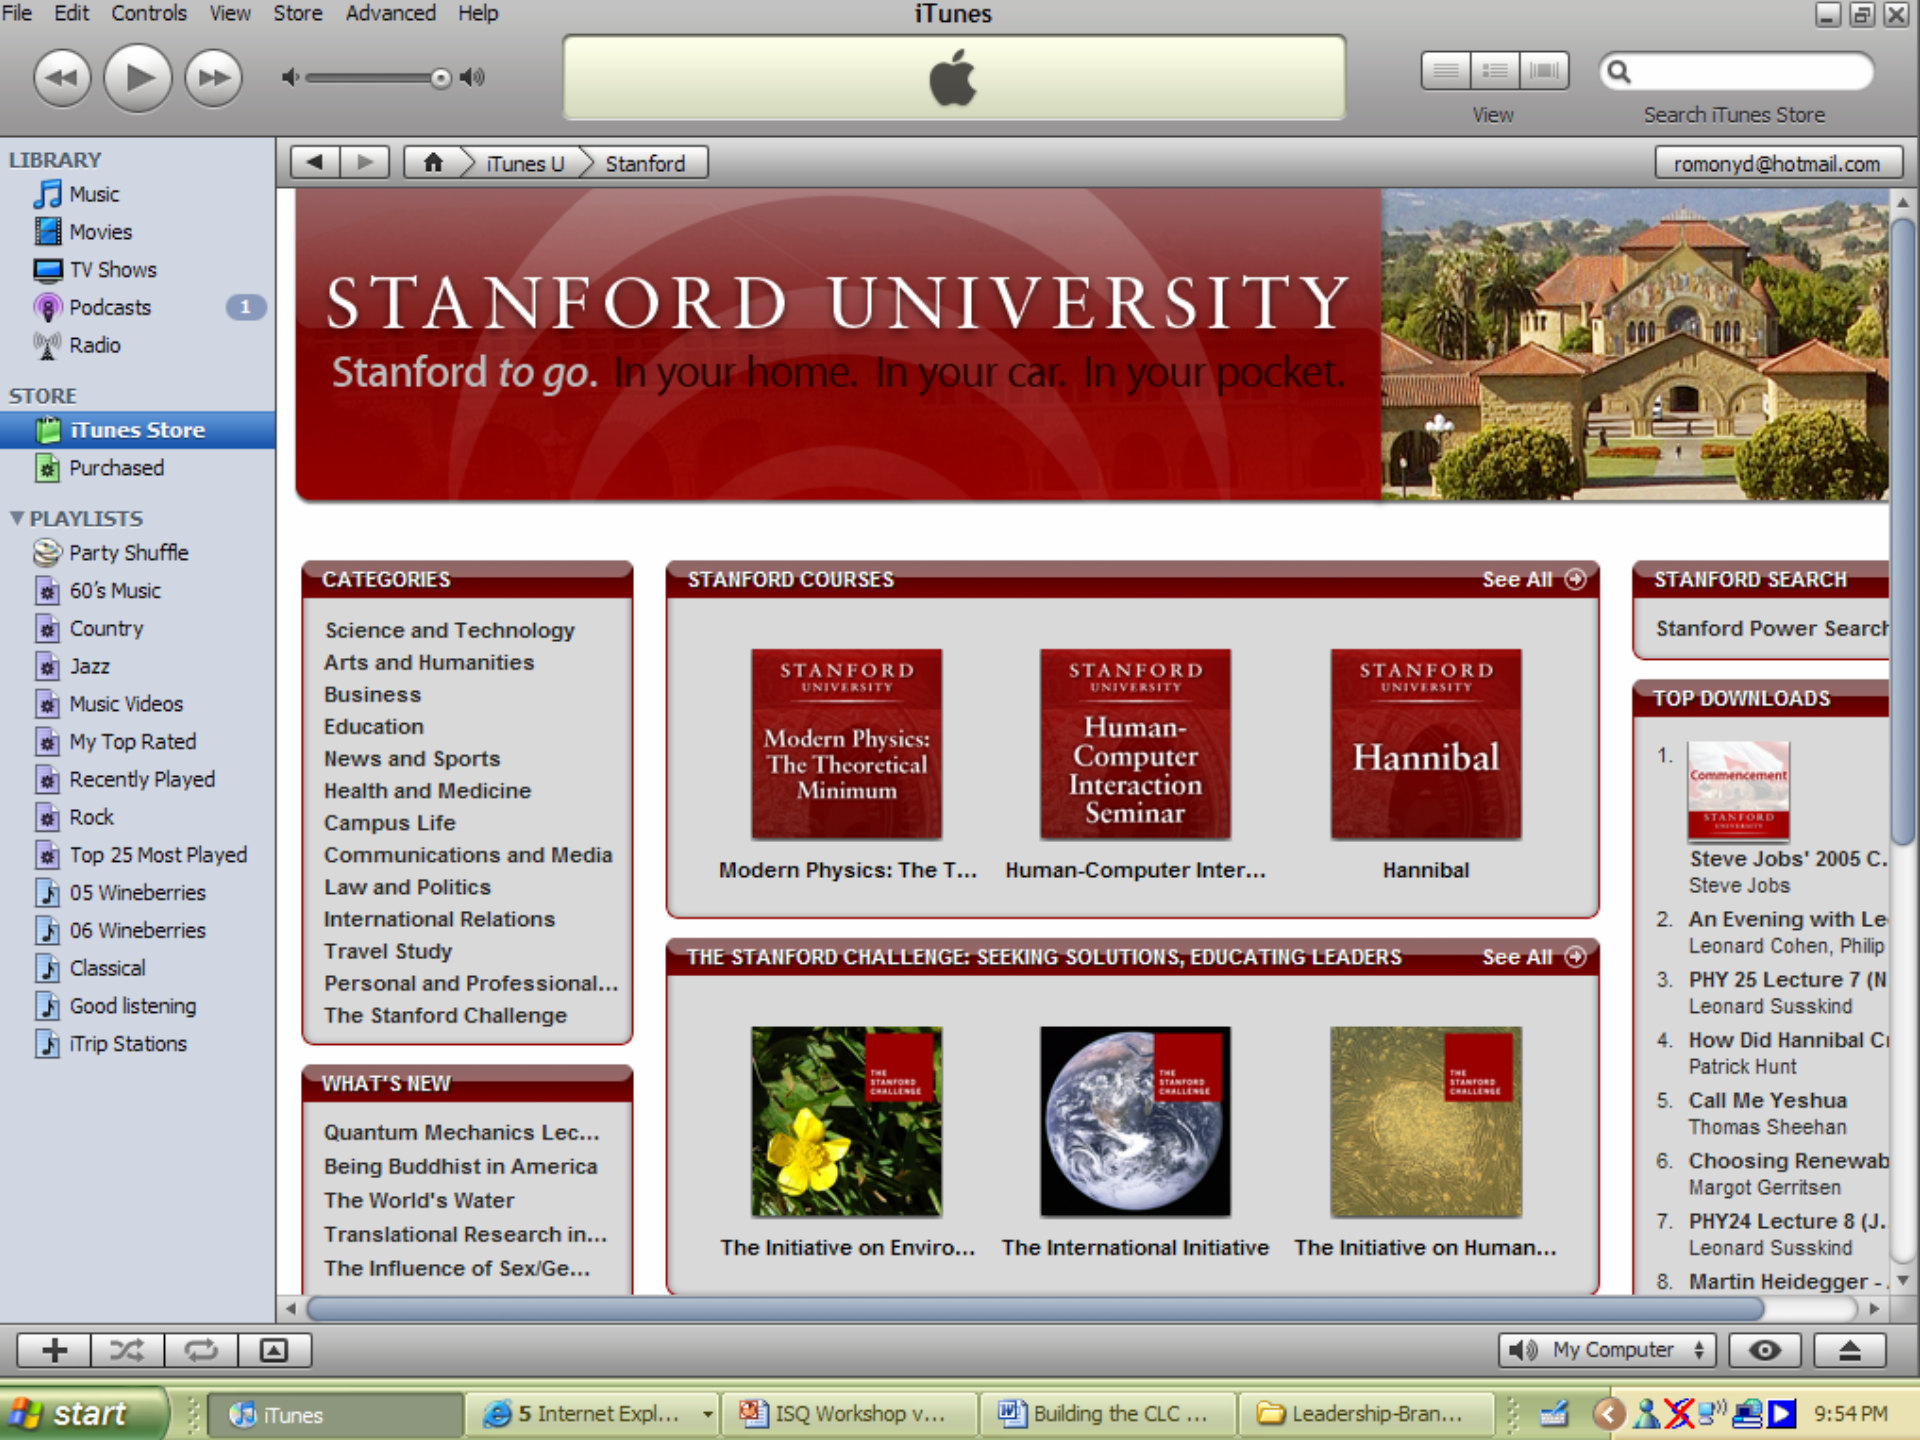 File Edit Controls View Store Advanced Help
iTunes
View
Search iTunes Store
iTunes U
Stanford
romonyd@hotmail.com
LIBRARY
Music
Movies
TV Shows
Podcasts 1
Radio
STORE
iTunes Store
Purchased
PLAYLISTS
Party Shuffle
60's Music
Country
Jazz
Music Videos
My Top Rated
Recently Played
Rock
Top 25 Most Played
05 Wineberries
06 Wineberries
Classical
Good listening
iTrip Stations
STANFORD UNIVERSITY
Stanford to go. In your home. In your car. In your pocket.
CATEGORIES
Science and Technology
Arts and Humanities
Business
Education
News and Sports
Health and Medicine
Campus Life
Communications and Media
Law and Politics
International Relations
Travel Study
Personal and Professional...
The Stanford Challenge
WHAT'S NEW
Quantum Mechanics Lec...
Being Buddhist in America
The World's Water
Translational Research in...
The Influence of Sex/Ge...
STANFORD COURSES
See All
STANFORD
UNIVERSITY
Modern Physics:
The Theoretical
Minimum
Modern Physics: The T...
STANFORD
UNIVERSITY
Human-
Computer
Interaction
Seminar
Human-Computer Inter...
STANFORD
UNIVERSITY
Hannibal
Hannibal
THE STANFORD CHALLENGE: SEEKING SOLUTIONS, EDUCATING LEADERS
See All
THE
STANFORD
CHALLENGE
The Initiative on Enviro...
THE
STANFORD
CHALLENGE
The International Initiative
THE
STANFORD
CHALLENGE
The Initiative on Human...
STANFORD SEARCH
Stanford Power Search
TOP DOWNLOADS
1.
Commencement
STANFORD
UNIVERSITY
Steve Jobs' 2005 C.
Steve Jobs
2. An Evening with Le
Leonard Cohen, Philip
3. PHY 25 Lecture 7 (N
Leonard Susskind
4. How Did Hannibal Cr
Patrick Hunt
5. Call Me Yeshua
Thomas Sheehan
6. Choosing Renewab
Margot Gerritsen
7. PHY24 Lecture 8 (J..
Leonard Susskind
8. Martin Heidegger - .
My Computer
start
iTunes
5 Internet Expl...
ISQ Workshop v...
Building the CLC ...
Leadership-Bran...
9:54 PM